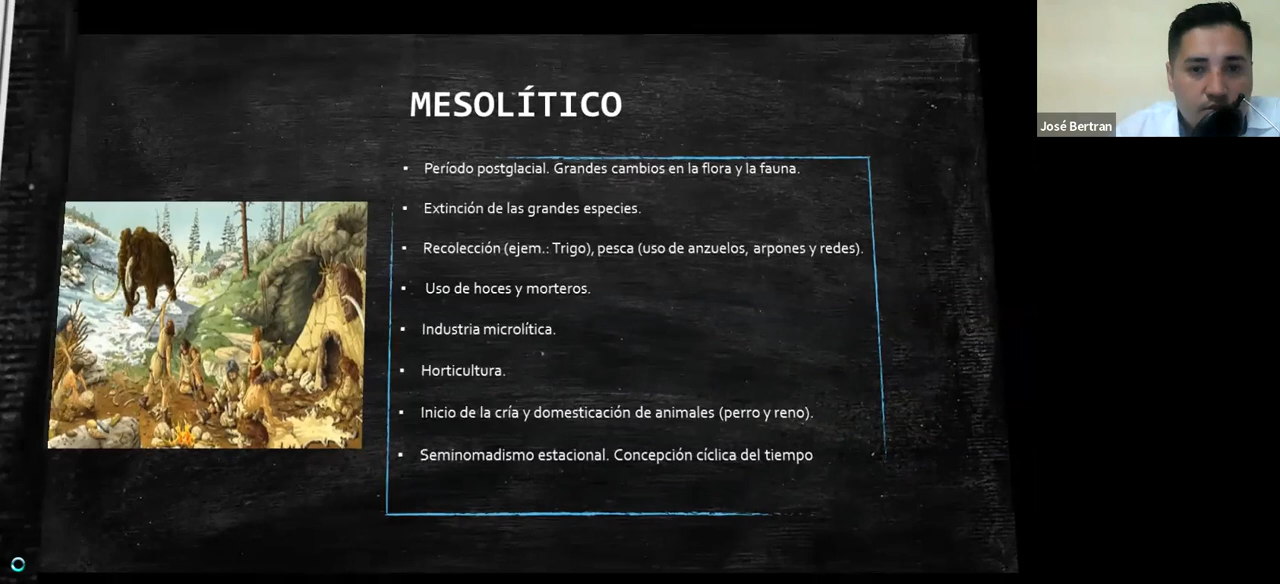 MESOLÍTICO
▪ Período postglacial. Grandes cambios en la flora y la fauna.
▪ Extinción de las grandes especies.
▪ Recolección (ejem.: Trigo), pesca (uso de anzuelos, arpones y redes).
▪ Uso de hoces y morteros.
▪ Industria microlítica.
▪ Horticultura.
▪ Inicio de la cría y domesticación de animales (perro y reno).
▪ Seminomadismo estacional. Concepción cíclica del tiempo
José Bertran